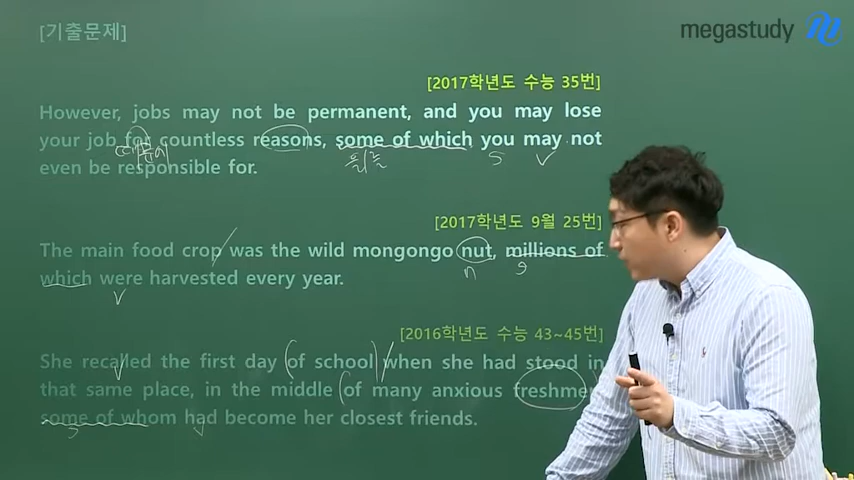 [기출문제]
megastudy
[2017학년도 수능 35번]
However, jobs may not be permanent, and you may lose
your job for countless reasons, some of which you may not
때문에
을/를
S
V
even be responsible for.
[2017학년도 9월 25번]
The main food crop was the wild mongongo nut, millions of
n
which were harvested every year.
V
[2016학년도 수능 43~45번]
She recalled the first day of school when she had stood in
that same place, in the middle of many anxious freshmen
some of whom had become her closest friends.
S